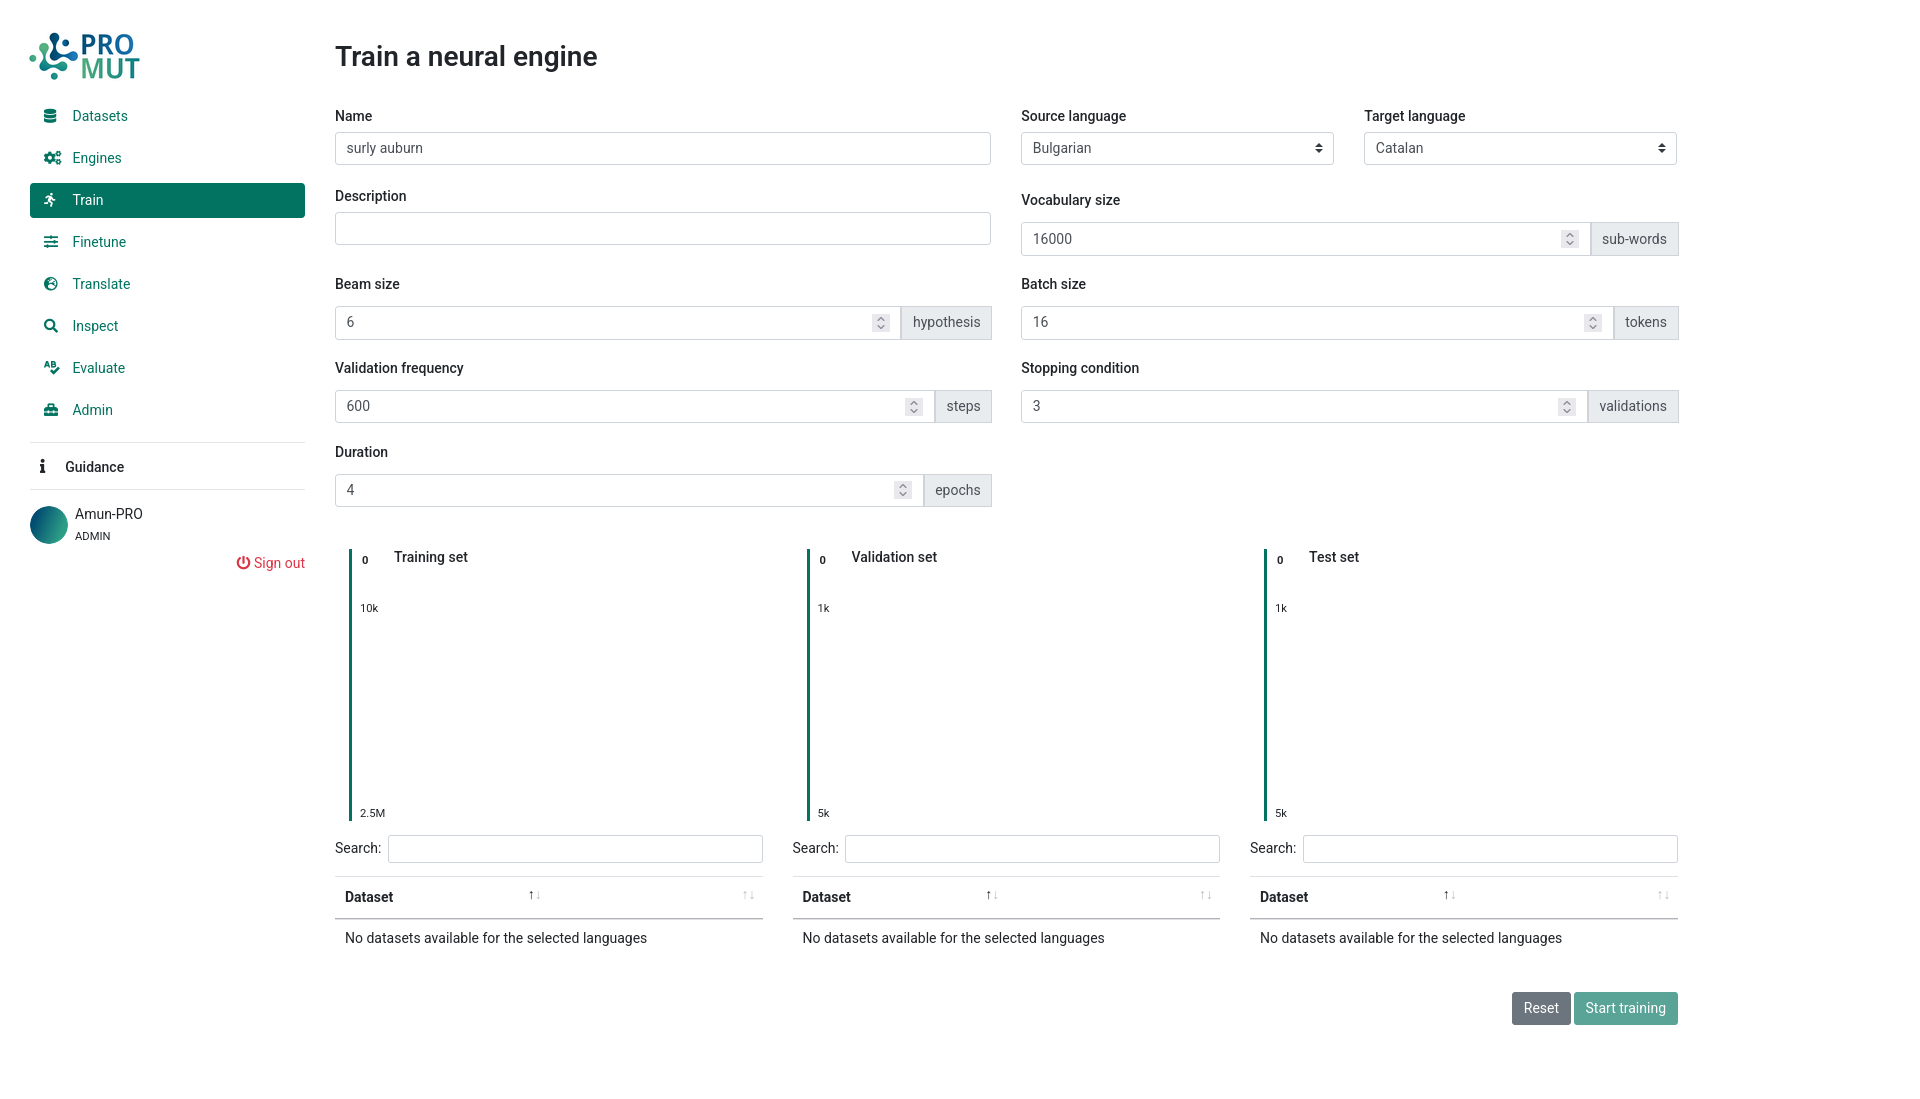 PRO
MUT
Datasets
Engines
Train
Finetune
Translate
Inspect
Evaluate
Admin
Guidance
Amun-PRO
ADMIN
Sign out
Train a neural engine
Name
surly auburn
Source language
Bulgarian
Target language
Catalan
Description
Vocabulary size
16000
sub-words
Beam size
6
hypothesis
Batch size
16
tokens
Validation frequency
600
steps
Stopping condition
3
validations
Duration
4
epochs
0
Training set
10k
2.5M
Search:
Dataset
No datasets available for the selected languages
0
Validation set
1k
5k
Search:
Dataset
No datasets available for the selected languages
0
Test set
1k
5k
Search:
Dataset
No datasets available for the selected languages
Reset
Start training